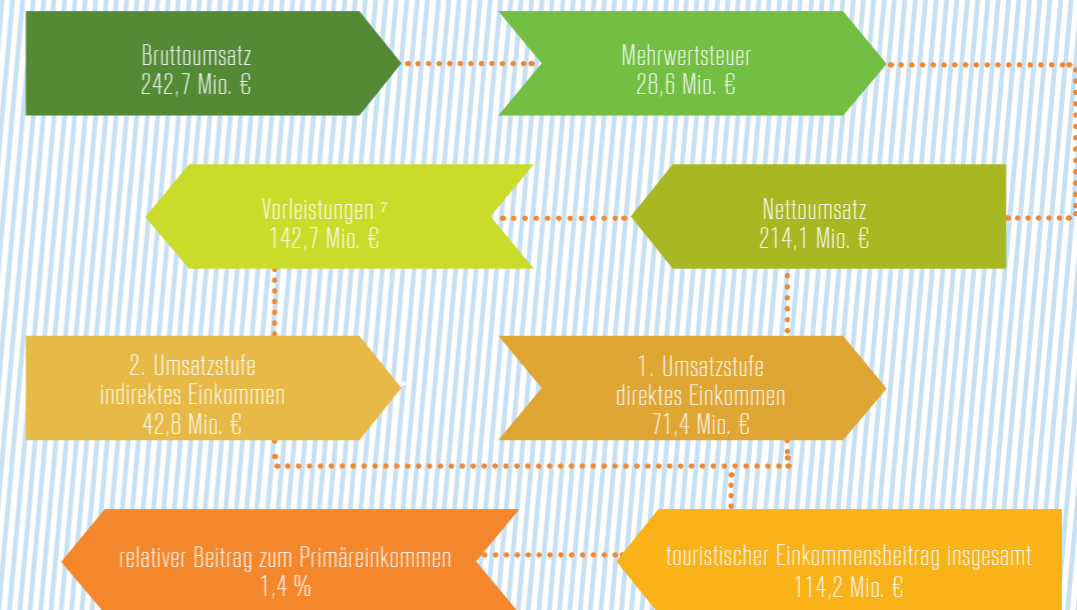 Bruttoumsatz
242,7 Mio. €
Mehrwertsteuer
28,6 Mio. €
Nettoumsatz
214,1 Mio. €
Vorleistungen ⁷
142,7 Mio. €
1. Umsatzstufe
direktes Einkommen
71,4 Mio. €
2. Umsatzstufe
indirektes Einkommen
42,8 Mio. €
touristischer Einkommensbeitrag insgesamt
114,2 Mio. €
relativer Beitrag zum Primäreinkommen
1,4 %